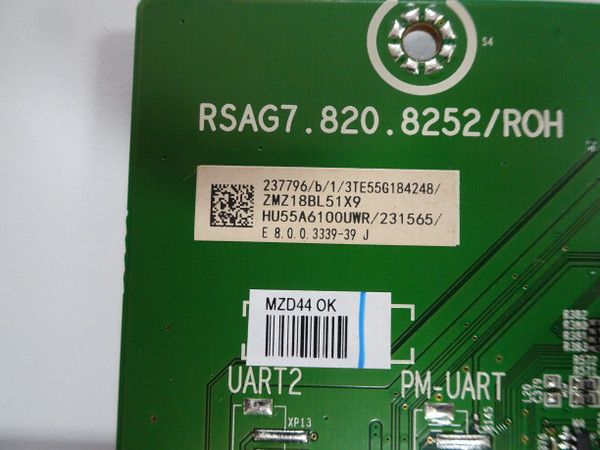 S4
RSAG7.820.8252/ROH
237796/b/1/3TE55G184248/
ZMZ18BL51X9
HU55A6100UWR/231565/
E 8.0.0.3339-39 J
MZD44 OK
UART2
PM-UART
XP13